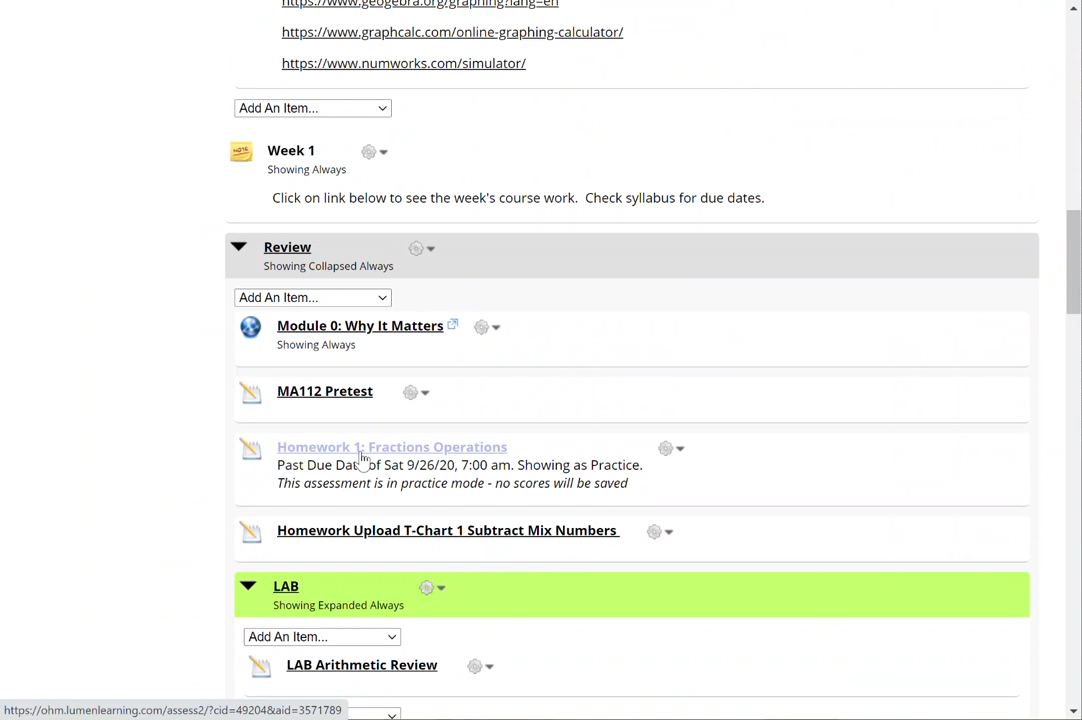 https://www.geogebra.org/graphing?lang=en
https://www.graphcalc.com/online-graphing-calculator/
https://www.numworks.com/simulator/
Add An Item...
NOTE
Week 1
Showing Always
Click on link below to see the week's course work.  Check syllabus for due dates.
Review
Showing Collapsed Always
Add An Item...
Module 0: Why It Matters
Showing Always
MA112 Pretest
Homework 1: Fractions Operations
Past Due Date of Sat 9/26/20, 7:00 am. Showing as Practice.
This assessment is in practice mode - no scores will be saved
Homework Upload T-Chart 1 Subtract Mix Numbers
LAB
Showing Expanded Always
Add An Item...
LAB Arithmetic Review
https://ohm.lumenlearning.com/assess2/?cid=49204&aid=3571789